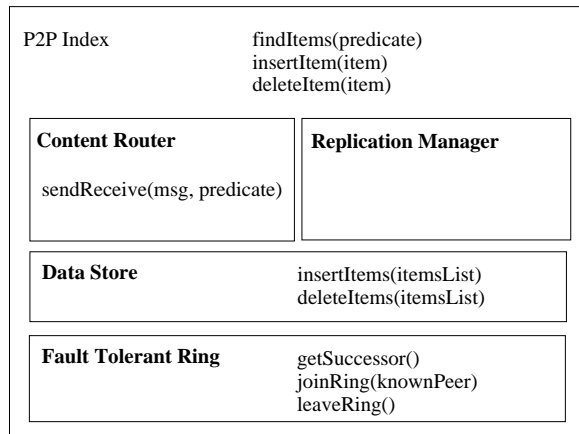 P2P Index findItems(predicate)
insertItem(item)
deleteItem(item)
Content Router
sendReceive(msg, predicate)
Replication Manager
Data Store insertItems(itemsList)
deleteItems(itemsList)
Fault Tolerant Ring getSuccessor()
joinRing(knownPeer)
leaveRing()